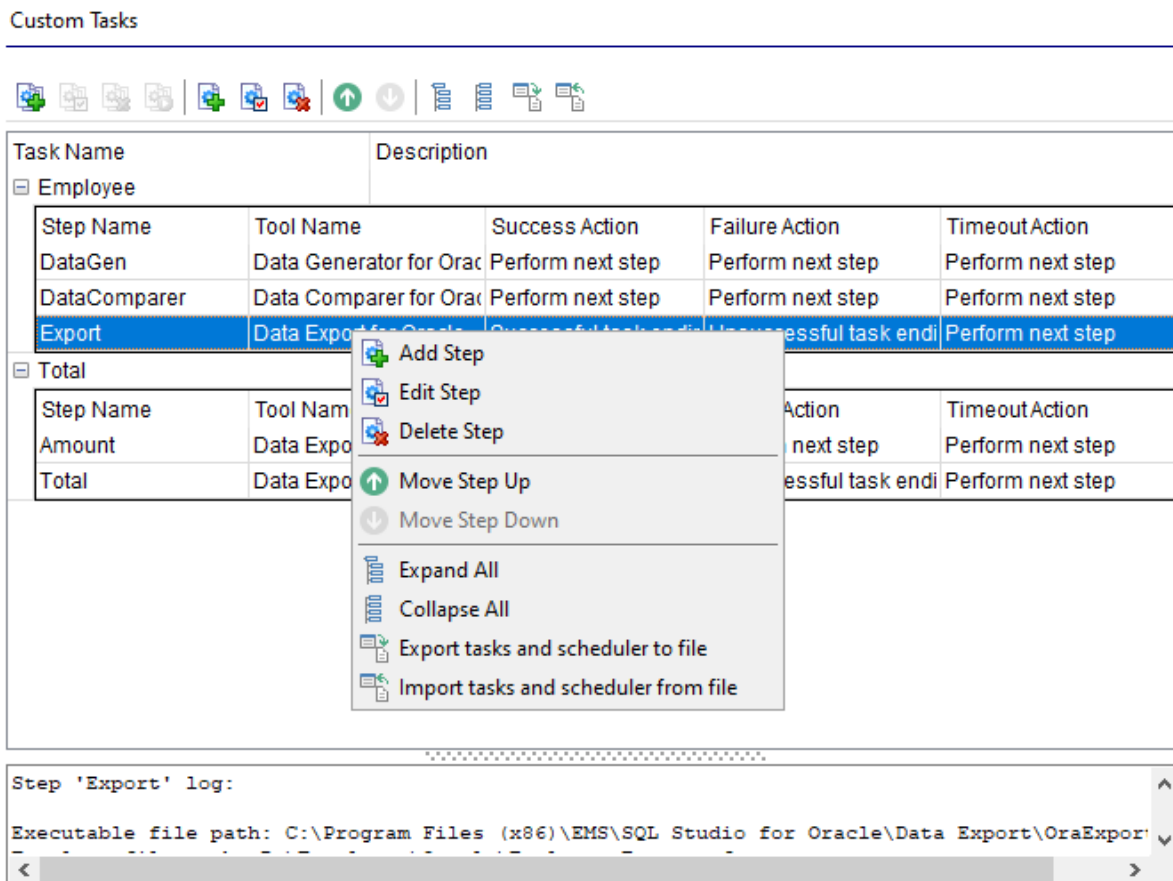 Custom Tasks
Task Name Description
Employee
Step Name Tool Name Success Action Failure Action Timeout Action
DataGen Data Generator for Orac Perform next step Perform next step Perform next step
DataComparer Data Comparer for Orac Perform next step Perform next step Perform next step
Export Data Export for Oracle Successful task endi Unsuccessful task endi Perform next step
Add Step
Edit Step
Delete Step
Move Step Up
Move Step Down
Expand All
Collapse All
Export tasks and scheduler to file
Import tasks and scheduler from file
Total
Step Name Tool Nam Action Timeout Action
Amount Data Expo next step Perform next step
Total Data Expo essful task endi Perform next step
Step 'Export' log:
Executable file path: C:\Program Files (x86)\EMS\SQL Studio for Oracle\Data Export\OraExpor